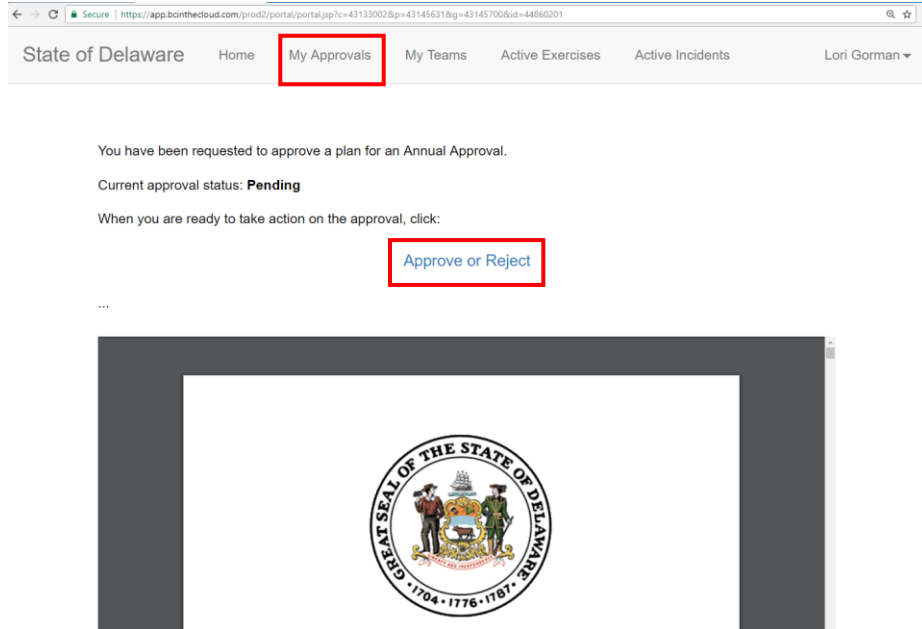 Secure | https://app.bcinthecloud.com/prod2/portal/portal.jsp?c=43133002&p=43145631&g=43145700&id=44860201
State of Delaware Home My Approvals My Teams Active Exercises Active Incidents Lori Gorman
You have been requested to approve a plan for an Annual Approval.
Current approval status: Pending
When you are ready to take action on the approval, click:
Approve or Reject
...
GREAT SEAL OF THE STATE OF DELAWARE
LIBERTY AND INDEPENDENCE
1704 • 1776 • 1787